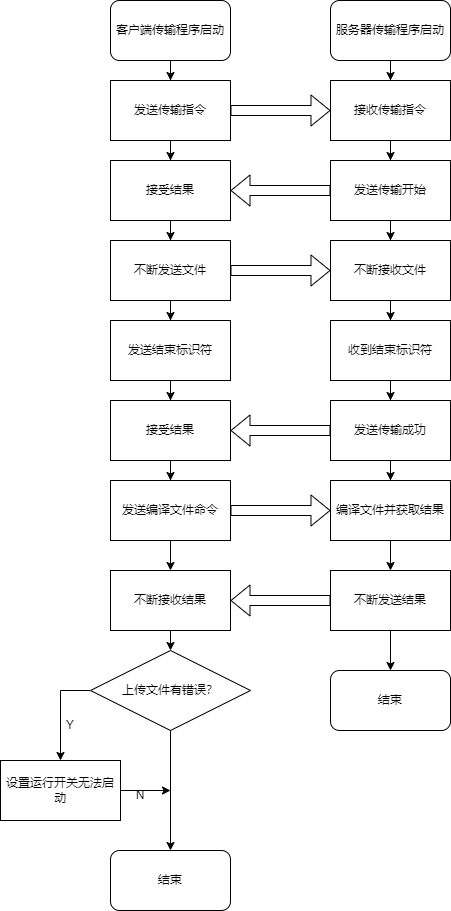 客户端传输程序启动
服务器传输程序启动
发送传输指令
接收传输指令
接受结果
发送传输开始
不断发送文件
不断接收文件
发送结束标识符
收到结束标识符
接受结果
发送传输成功
发送编译文件命令
编译文件并获取结果
不断接收结果
不断发送结果
上传文件有错误?
结束
Y
设置运行开关无法启
动
N
结束